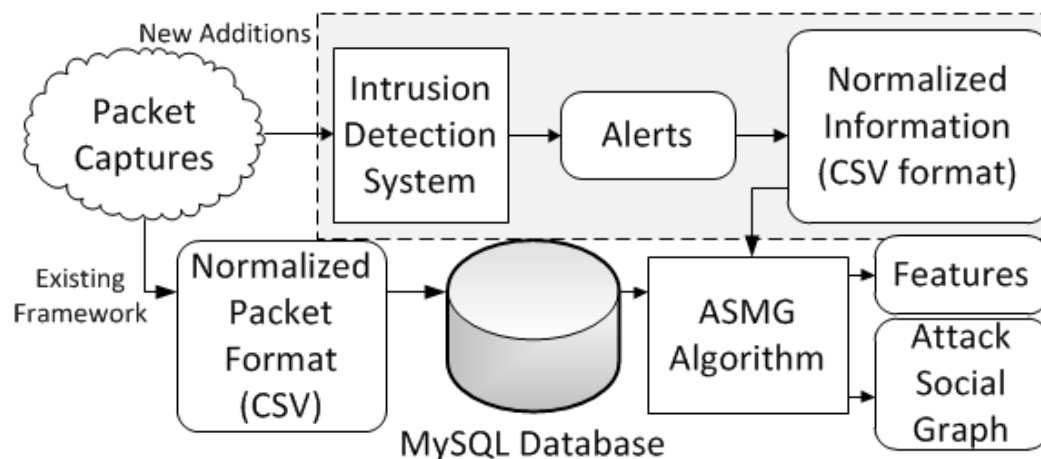 New Additions
Packet
Captures
Intrusion
Detection
System
Alerts
Normalized
Information
(CSV format)
Existing
Framework
Normalized
Packet
Format
(CSV)
MySQL Database
ASMG
Algorithm
Features
Attack
Social
Graph